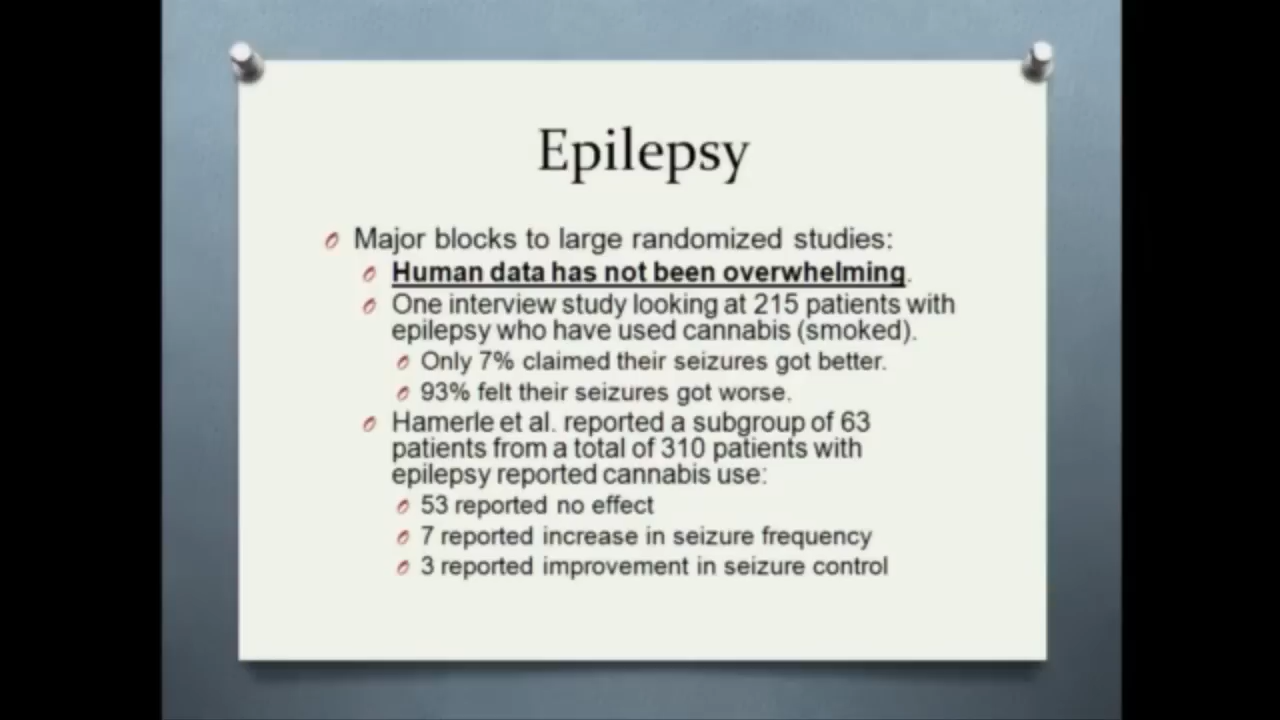 Epilepsy
Major blocks to large randomized studies:
Human data has not been overwhelming.
One interview study looking at 215 patients with
epilepsy who have used cannabis (smoked).
Only 7% claimed their seizures got better.
93% felt their seizures got worse.
Hamerle et al. reported a subgroup of 63
patients from a total of 310 patients with
epilepsy reported cannabis use:
53 reported no effect
7 reported increase in seizure frequency
3 reported improvement in seizure control